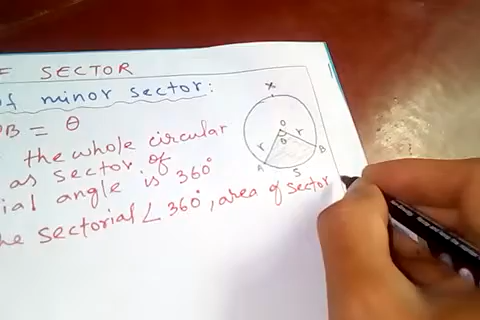 F SECTOR
of minor sector:
OB = θ
the whole circular
as sector of
ial angle is 360°
he sectorial ∠ 360°, area of sector
x
O
θ
r
r
A
B
S